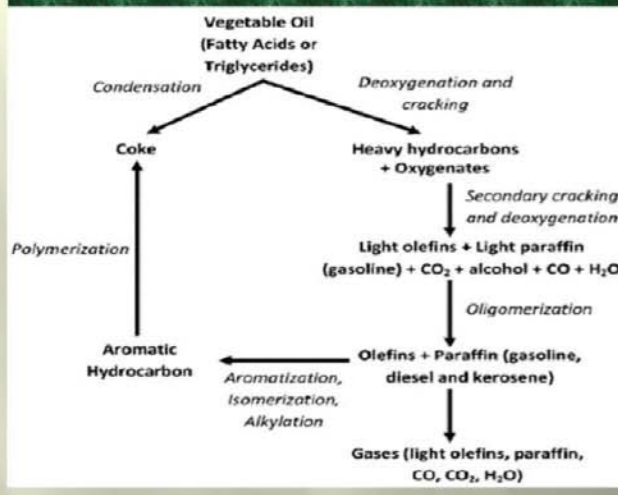 Vegetable Oil
(Fatty Acids or
Triglycerides)
Condensation
Deoxygenation and
cracking
Coke
Heavy hydrocarbons
+ Oxygenates
Secondary cracking
and deoxygenation
Polymerization
Light olefins + Light paraffin
(gasoline) + CO₂ + alcohol + CO + H₂O
Oligomerization
Aromatic
Hydrocarbon
Olefins + Paraffin (gasoline,
diesel and kerosene)
Aromatization,
Isomerization,
Alkylation
Gases (light olefins, paraffin,
CO, CO₂, H₂O)